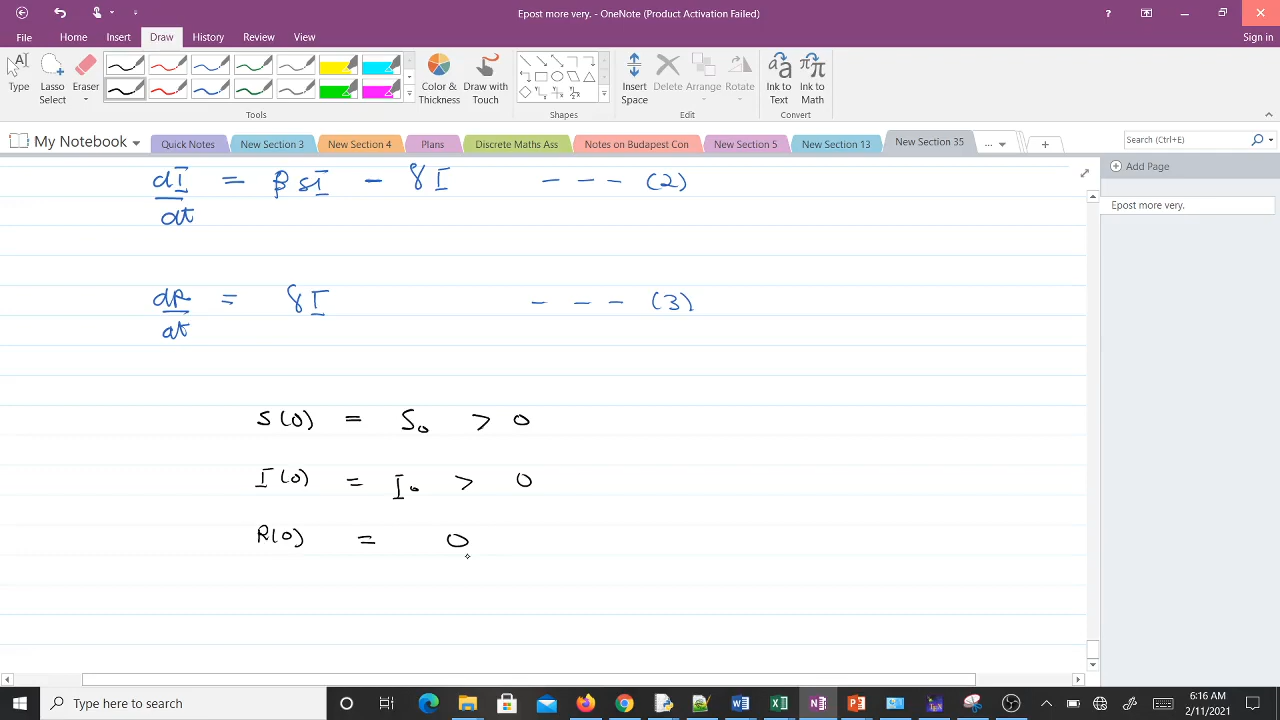 Epost more very. - OneNote (Product Activation Failed)
File Home Insert Draw History Review View Sign in
Type Lasso Select Eraser Color & Thickness Draw with Touch Insert Space Delete Arrange Rotate Ink to Text Ink to Math
Tools Shapes Edit Convert
My Notebook Quick Notes New Section 3 New Section 4 Plans Discrete Maths Ass Notes on Budapest Con New Section 5 New Section 13 New Section 35 ... + Search (Ctrl+E)
Add Page
Epost more very.
dI/dt = β SI - γ I - - - (2)
dR/dt = γ I - - - (3)
S(0) = S₀ > 0
I(0) = I₀ > 0
R(0) = 0
Type here to search
6:16 AM
2/11/2021